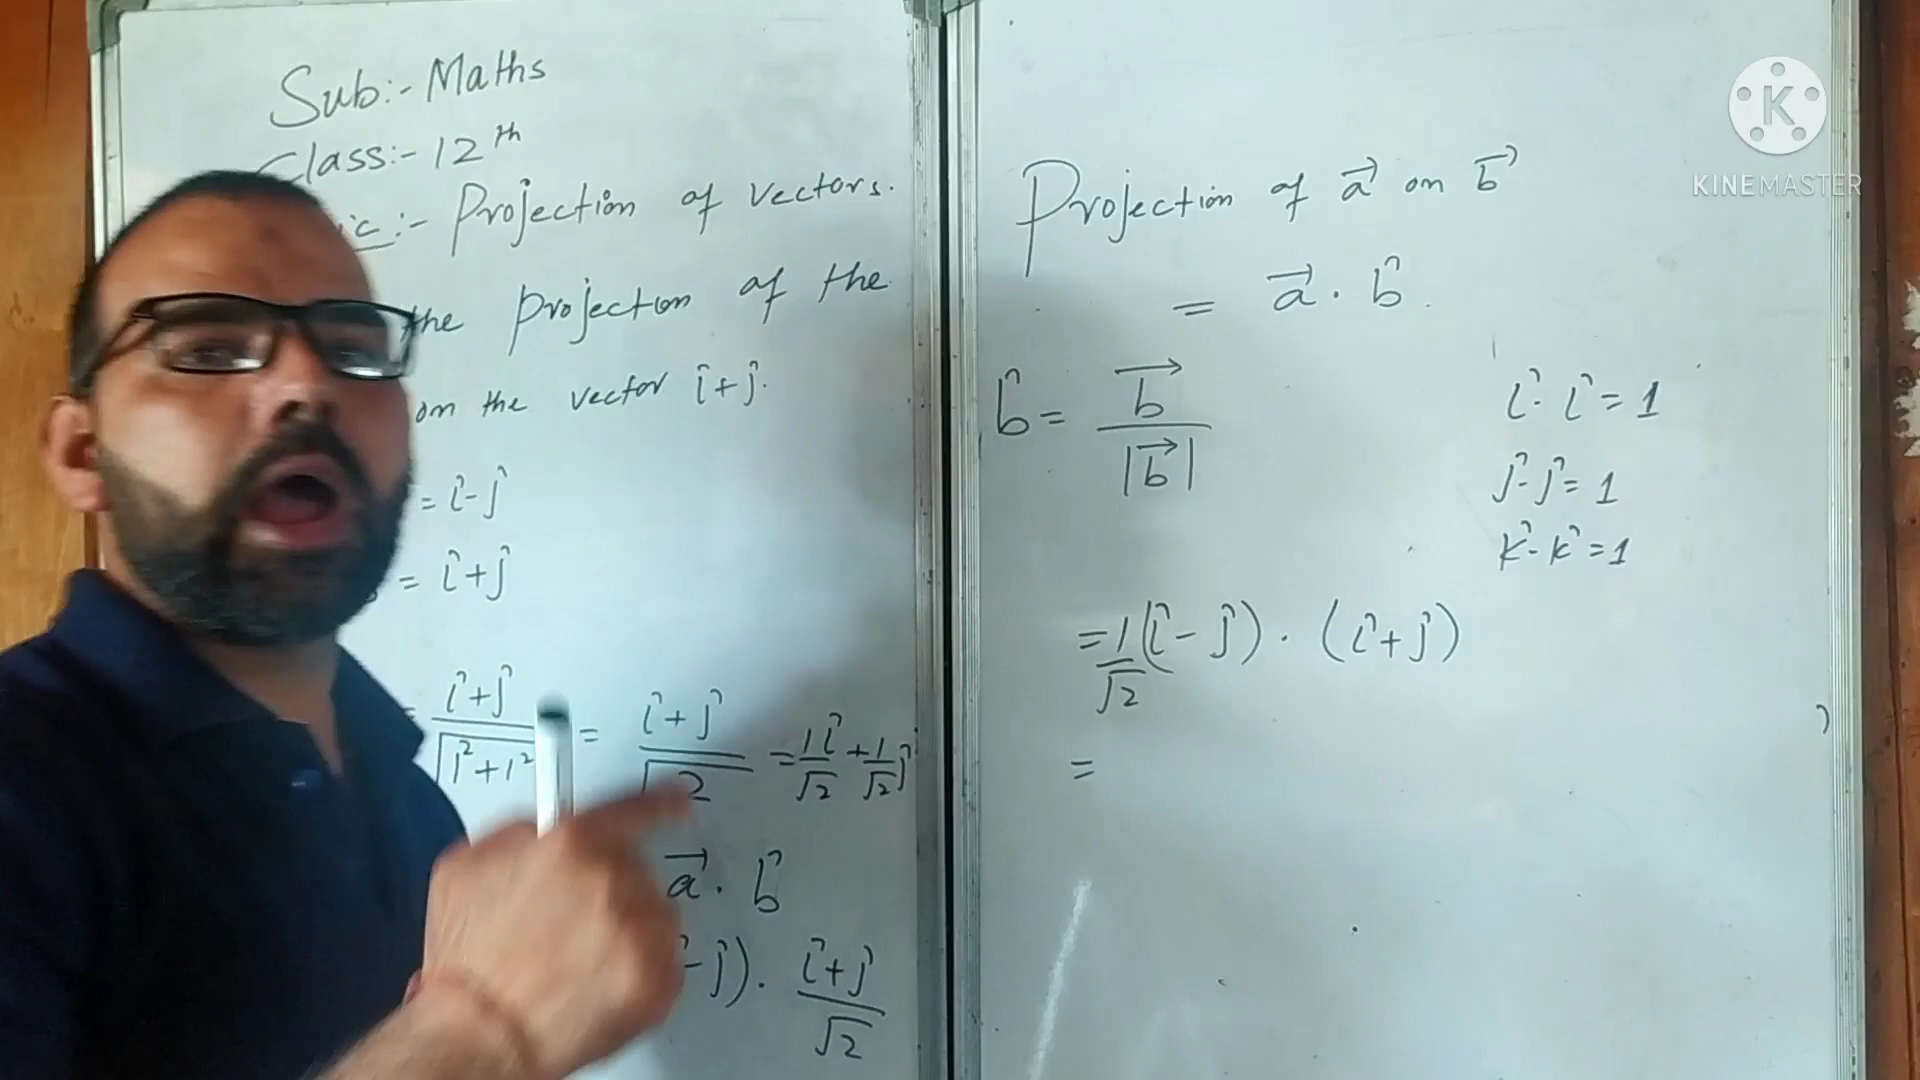 Sub:- Maths
Class:- 12th
ic:- Projection of vectors.
the projection of the
on the vector î+ĵ.
= î-ĵ
= î+ĵ
î+ĵ/√1²+1² = î+ĵ/√2 = 1/√2 î + 1/√2 ĵ
a⃗ . b̂
-ĵ). î+ĵ/√2
Projection of a⃗ on b⃗
= a⃗ . b̂.
b̂ = b⃗/|b⃗|
î. î = 1
ĵ. ĵ = 1
k̂. k̂ = 1
= 1/√2 (î-ĵ) . (î+ĵ)
=
K
KINEMASTER